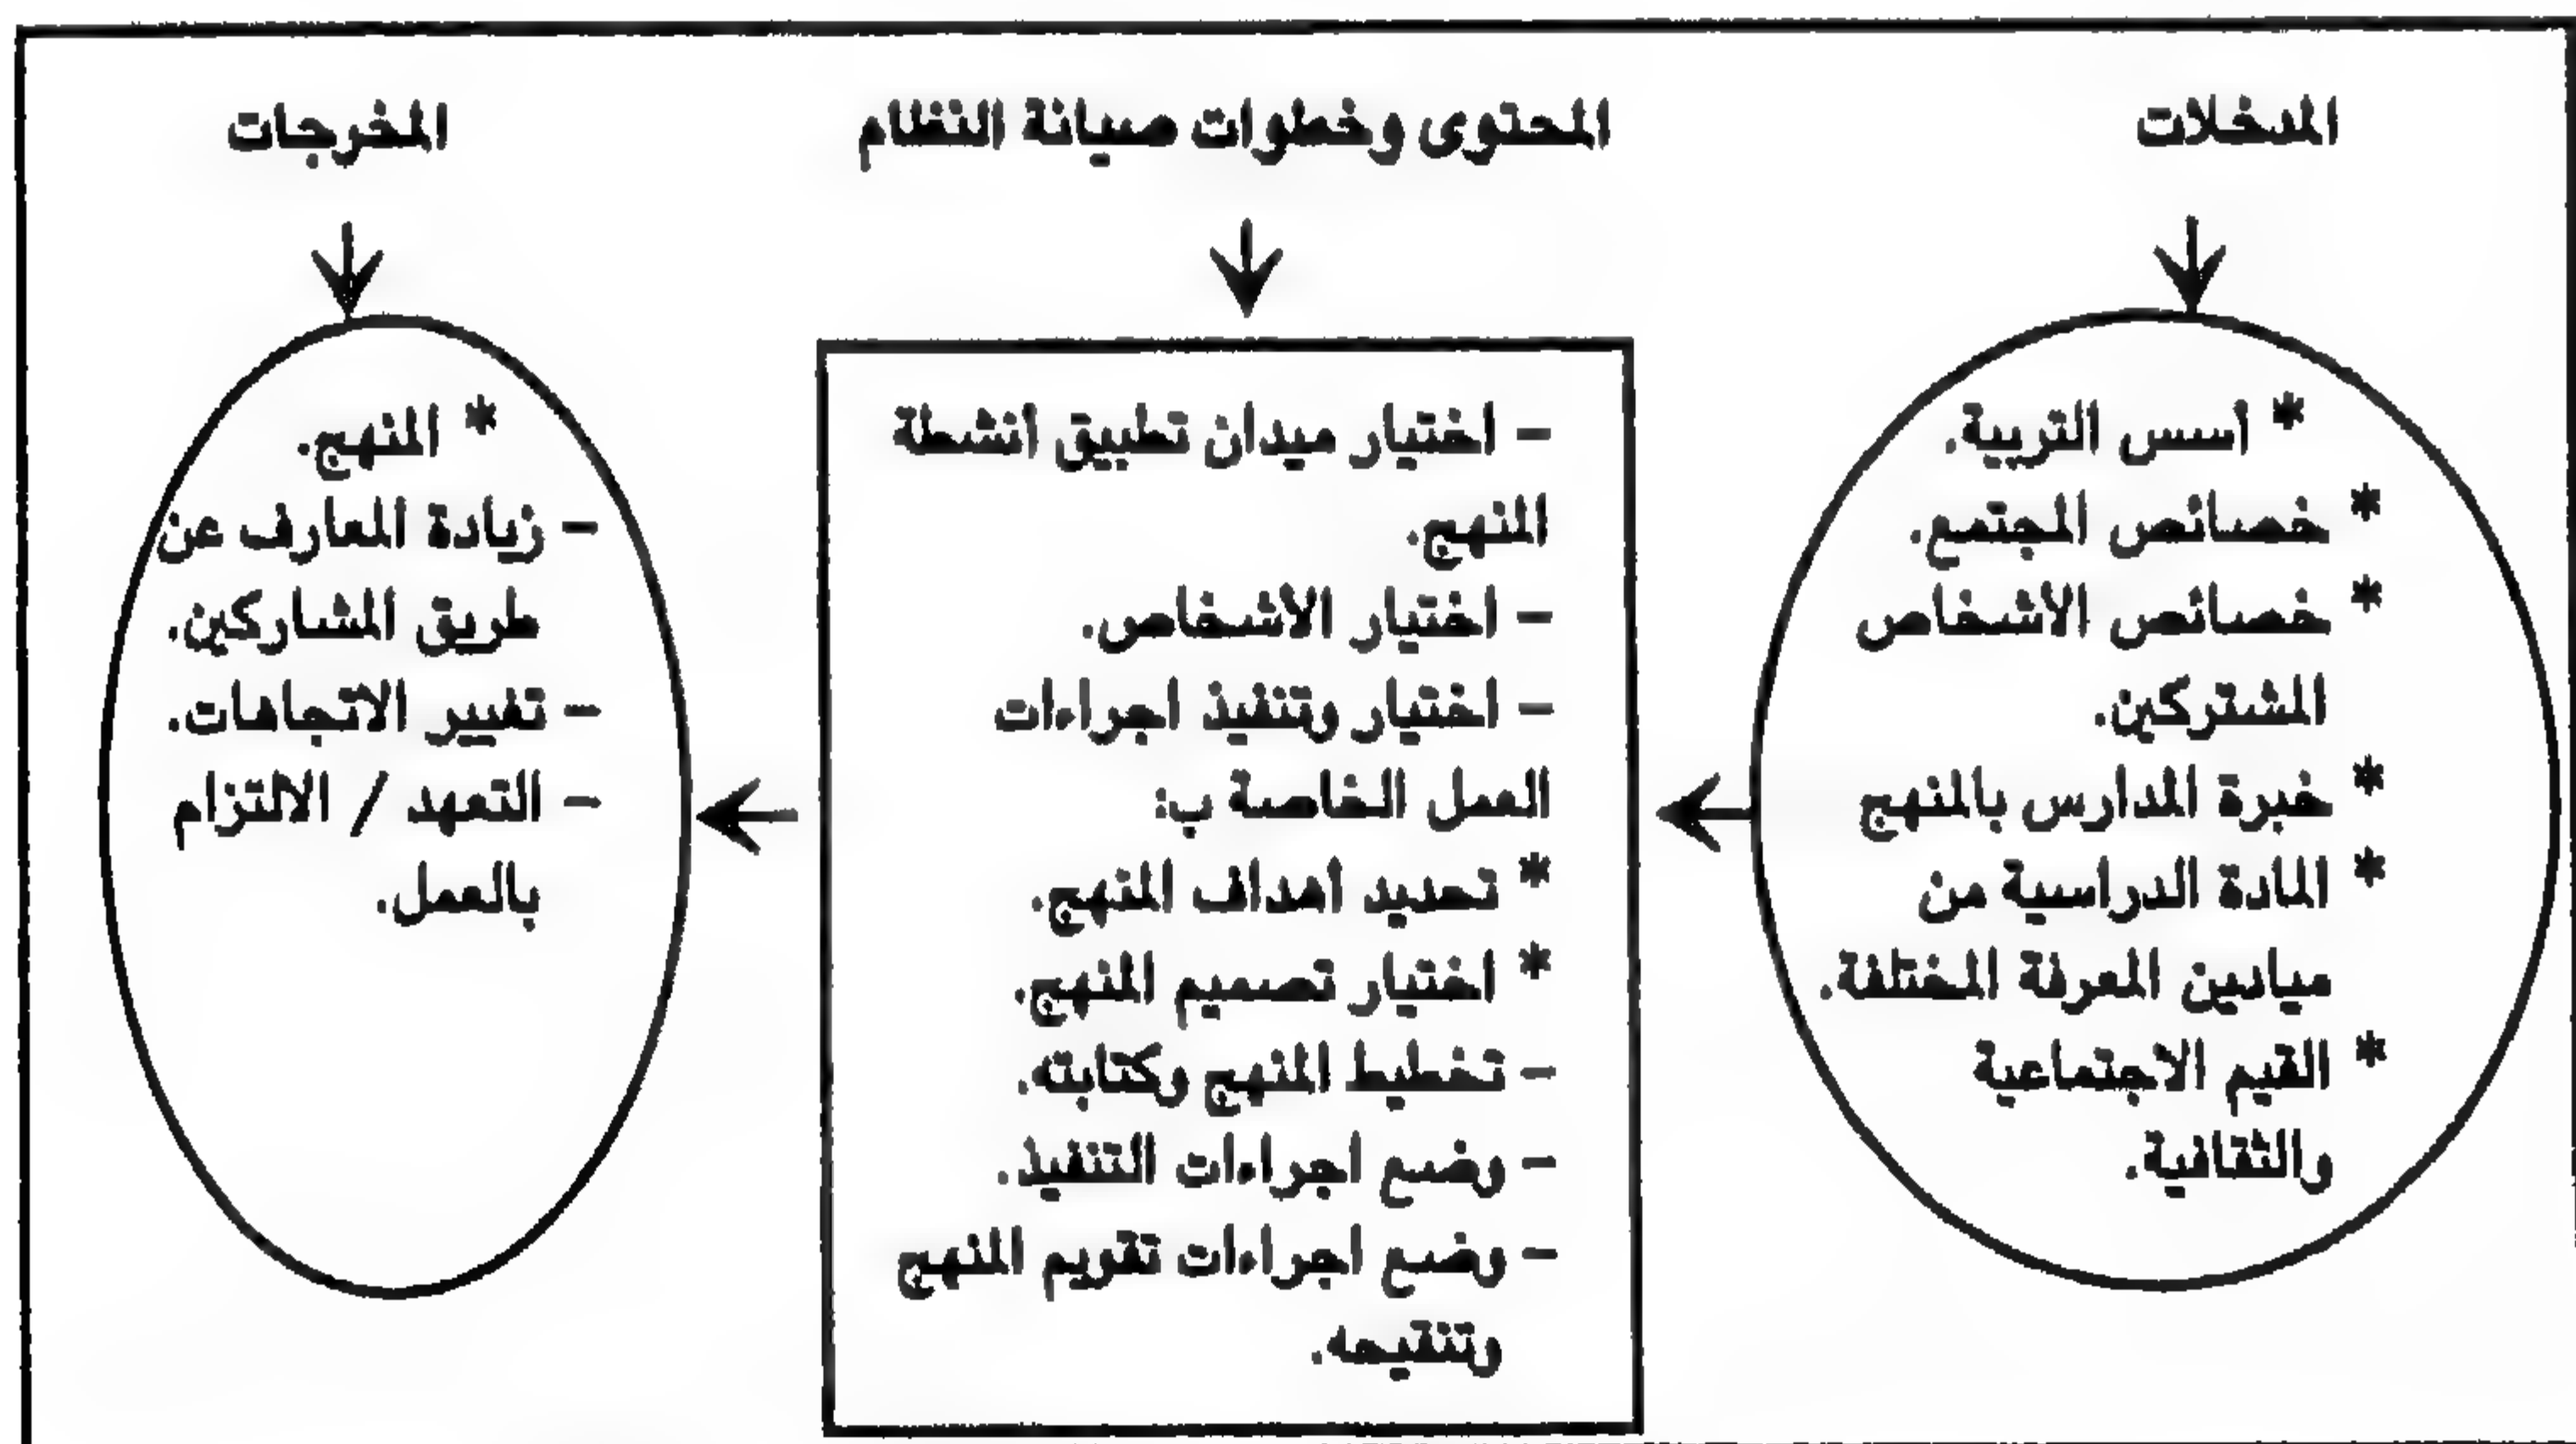 المدخلات
* أسس التربية.
* خصائص المجتمع.
* خصائص الأشخاص
المشتركين.
* خبرة المدارس بالمنهج
* المادة الدراسية من
ميادين المعرفة المختلفة.
* القيم الاجتماعية
والثقافية.
المحتوى وخطوات صيانة النظام
- اختيار ميدان تطبيق أنشطة
المنهج.
- اختيار الأشخاص.
- اختيار وتنفيذ اجراءات
العمل الخاصة ب:
* تحديد أهداف المنهج.
* اختيار تصميم المنهج.
- تخطيط المنهج وكتابته.
- وضع اجراءات التنفيذ.
- وضع اجراءات تقويم المنهج
وتنقيحه.
المخرجات
* المنهج.
- زيادة المعارف عن
طريق المشاركين.
- تغيير الاتجاهات.
- التعهد / الالتزام
بالعمل.